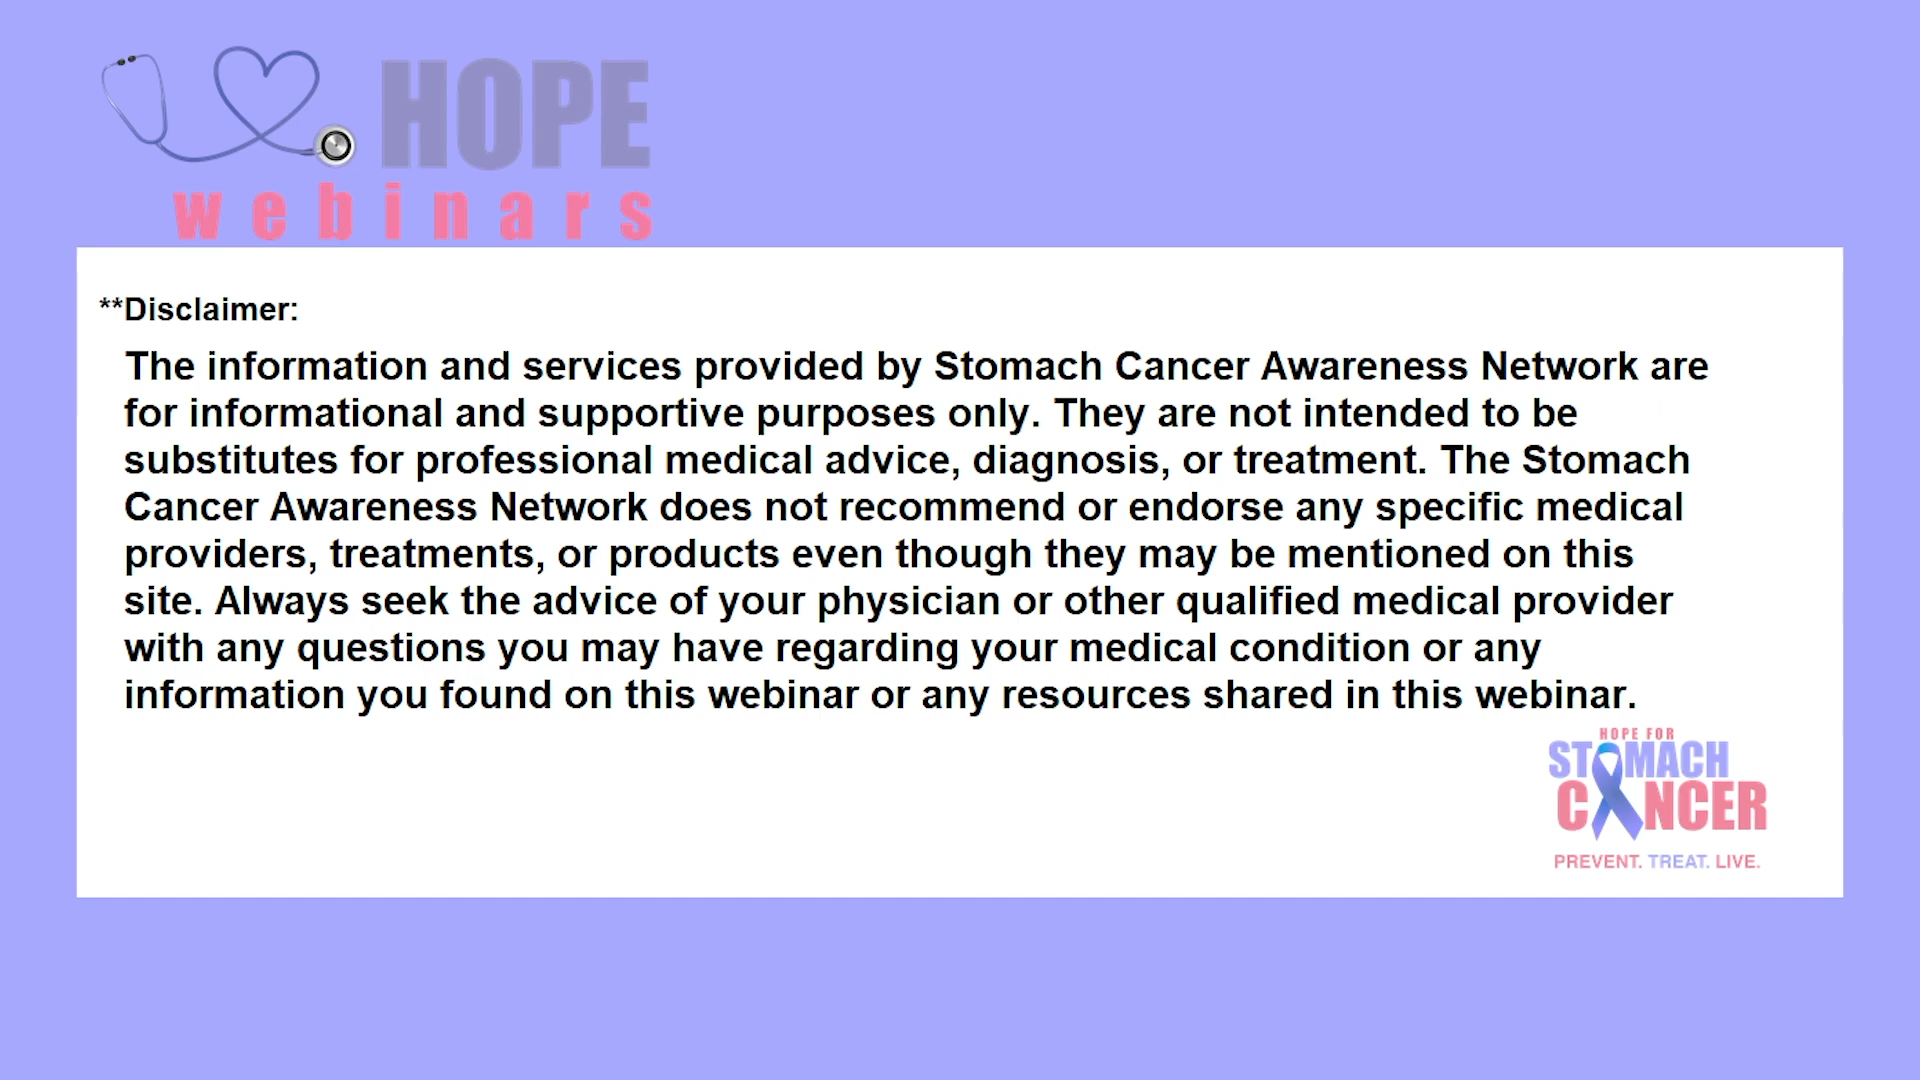 HOPE
webinars
**Disclaimer:
The information and services provided by Stomach Cancer Awareness Network are
for informational and supportive purposes only. They are not intended to be
substitutes for professional medical advice, diagnosis, or treatment. The Stomach
Cancer Awareness Network does not recommend or endorse any specific medical
providers, treatments, or products even though they may be mentioned on this
site. Always seek the advice of your physician or other qualified medical provider
with any questions you may have regarding your medical condition or any
information you found on this webinar or any resources shared in this webinar.
HOPE FOR
STOMACH
CANCER
PREVENT. TREAT. LIVE.